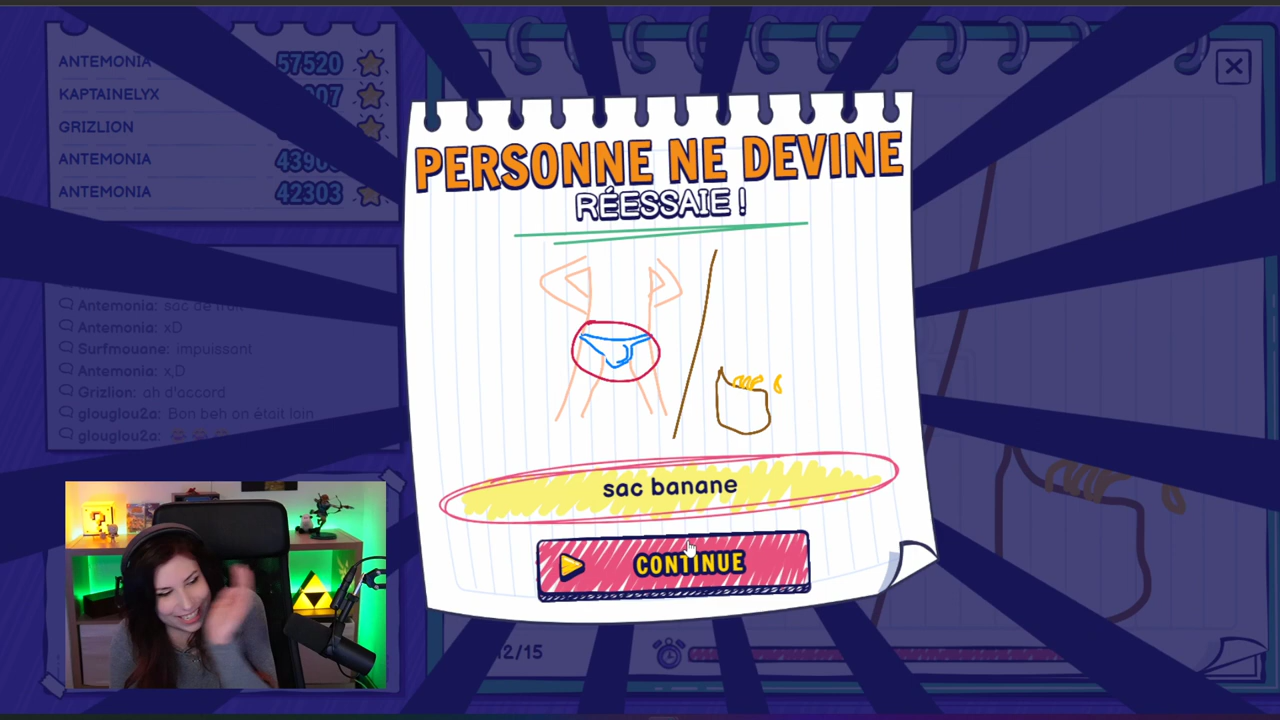 ANTEMONIA 57520
KAPTAINELYX
GRIZLION
ANTEMONIA
ANTEMONIA 42303
Antemonia: sac de
Antemonia: xD
Surfmouane: impuissant
Antemonia: x,D
Grizlion: ah d'accord
glouglou2a: Bon beh on était loin
glouglou2a:
PERSONNE NE DEVINE
RÉESSAIE !
sac banane
CONTINUE
12/15